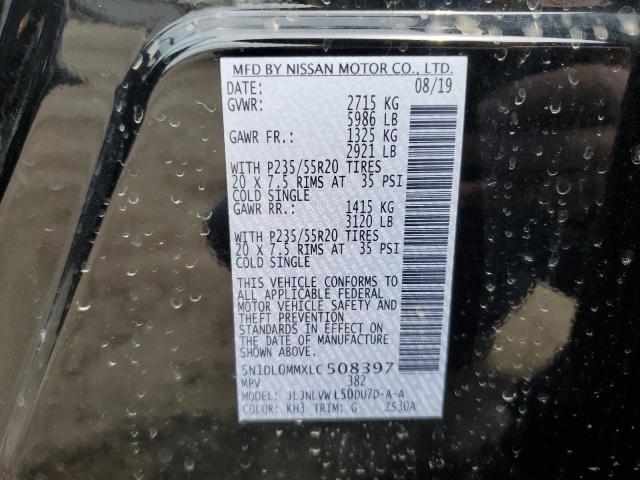 MFD BY NISSAN MOTOR CO., LTD.
DATE: 08/19
GVWR: 2715 KG
5986 LB
GAWR FR.: 1325 KG
2921 LB
WITH P235/55R20 TIRES
20 X 7.5 RIMS AT 35 PSI
COLD SINGLE
GAWR RR.: 1415 KG
3120 LB
WITH P235/55R20 TIRES
20 X 7.5 RIMS AT 35 PSI
COLD SINGLE
THIS VEHICLE CONFORMS TO
ALL APPLICABLE FEDERAL
MOTOR VEHICLE SAFETY AND
THEFT PREVENTION
STANDARDS IN EFFECT ON
THE DATE OF MANUFACTURE
SHOWN ABOVE.
5N1DL0MMXLC508397
MPV 382
MODEL: JLJNLVWL50DU7D-A-A
COLOR: KH3 TRIM: G ZS30A